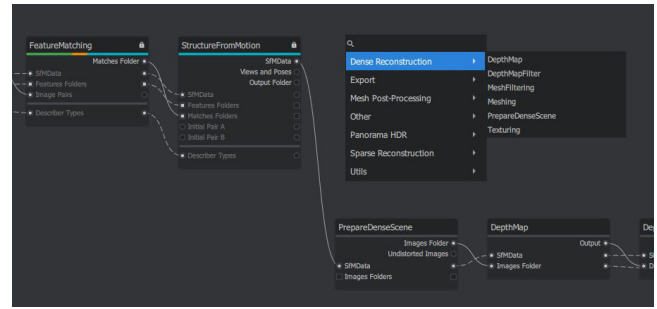 FeatureMatching
Matches Folder
SfMData
Features Folders
Image Pairs
Describer Types
StructureFromMotion
SfMData
Views and Poses
Output Folder
SfMData
Features Folders
Matches Folders
Initial Pair A
Initial Pair B
Describer Types
Dense Reconstruction
Export
Mesh Post-Processing
Other
Panorama HDR
Sparse Reconstruction
Utils
DepthMap
DepthMapFilter
MeshFiltering
Meshing
PrepareDenseScene
Texturing
PrepareDenseScene
Images Folder
Undistorted Images
SfMData
Images Folders
DepthMap
Output
SfMData
Images Folder
De
S
D